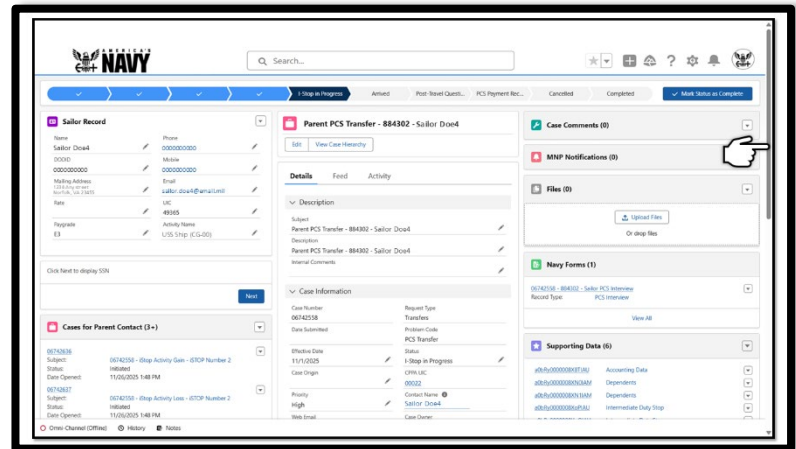 AMERICA'S
NAVY
Search...
I-Stop in Progress
Arrived
Post-Travel Questi...
PCS Payment Rec...
Cancelled
Completed
Mark Status as Complete
Sailor Record
Name
Sailor Doe4
Phone
0000000000
DODID
0000000000
Mobile
0000000000
Mailing Address
Email
sailor.doe4@email.mil
Rate
UIC
49365
Paygrade
E3
Activity Name
USS Ship (CG-00)
Click Next to display SSN
Next
Cases for Parent Contact (3+)
06742636
Subject: 06742558 - iStop Activity Gain - iSTOP Number 2
Status: Initiated
Date Opened: 11/26/2025 1:48 PM
06742637
Subject: 06742558 - iStop Activity Loss - iSTOP Number 2
Status: Initiated
Date Opened: 11/26/2025 1:48 PM
Parent PCS Transfer - 884302 - Sailor Doe4
Edit
View Case Hierarchy
Details
Feed
Activity
Description
Subject
Parent PCS Transfer - 884302 - Sailor Doe4
Description
Parent PCS Transfer - 884302 - Sailor Doe4
Internal Comments
Case Information
Case Number
06742558
Request Type
Transfers
Date Submitted
Problem Code
PCS Transfer
Effective Date
11/1/2025
Status
I-Stop in Progress
Case Origin
CPPA UIC
00022
Priority
High
Contact Name
Sailor Doe4
Web Email
Case Owner
Case Comments (0)
MNP Notifications (0)
Files (0)
Upload Files
Or drop files
Navy Forms (1)
06742558 - 884302 - Sailor PCS Interview
Record Type: PCS Interview
View All
Supporting Data (6)
Accounting Data
Dependents
Dependents
Intermediate Duty Stop
Omni-Channel (Offline)
History
Notes